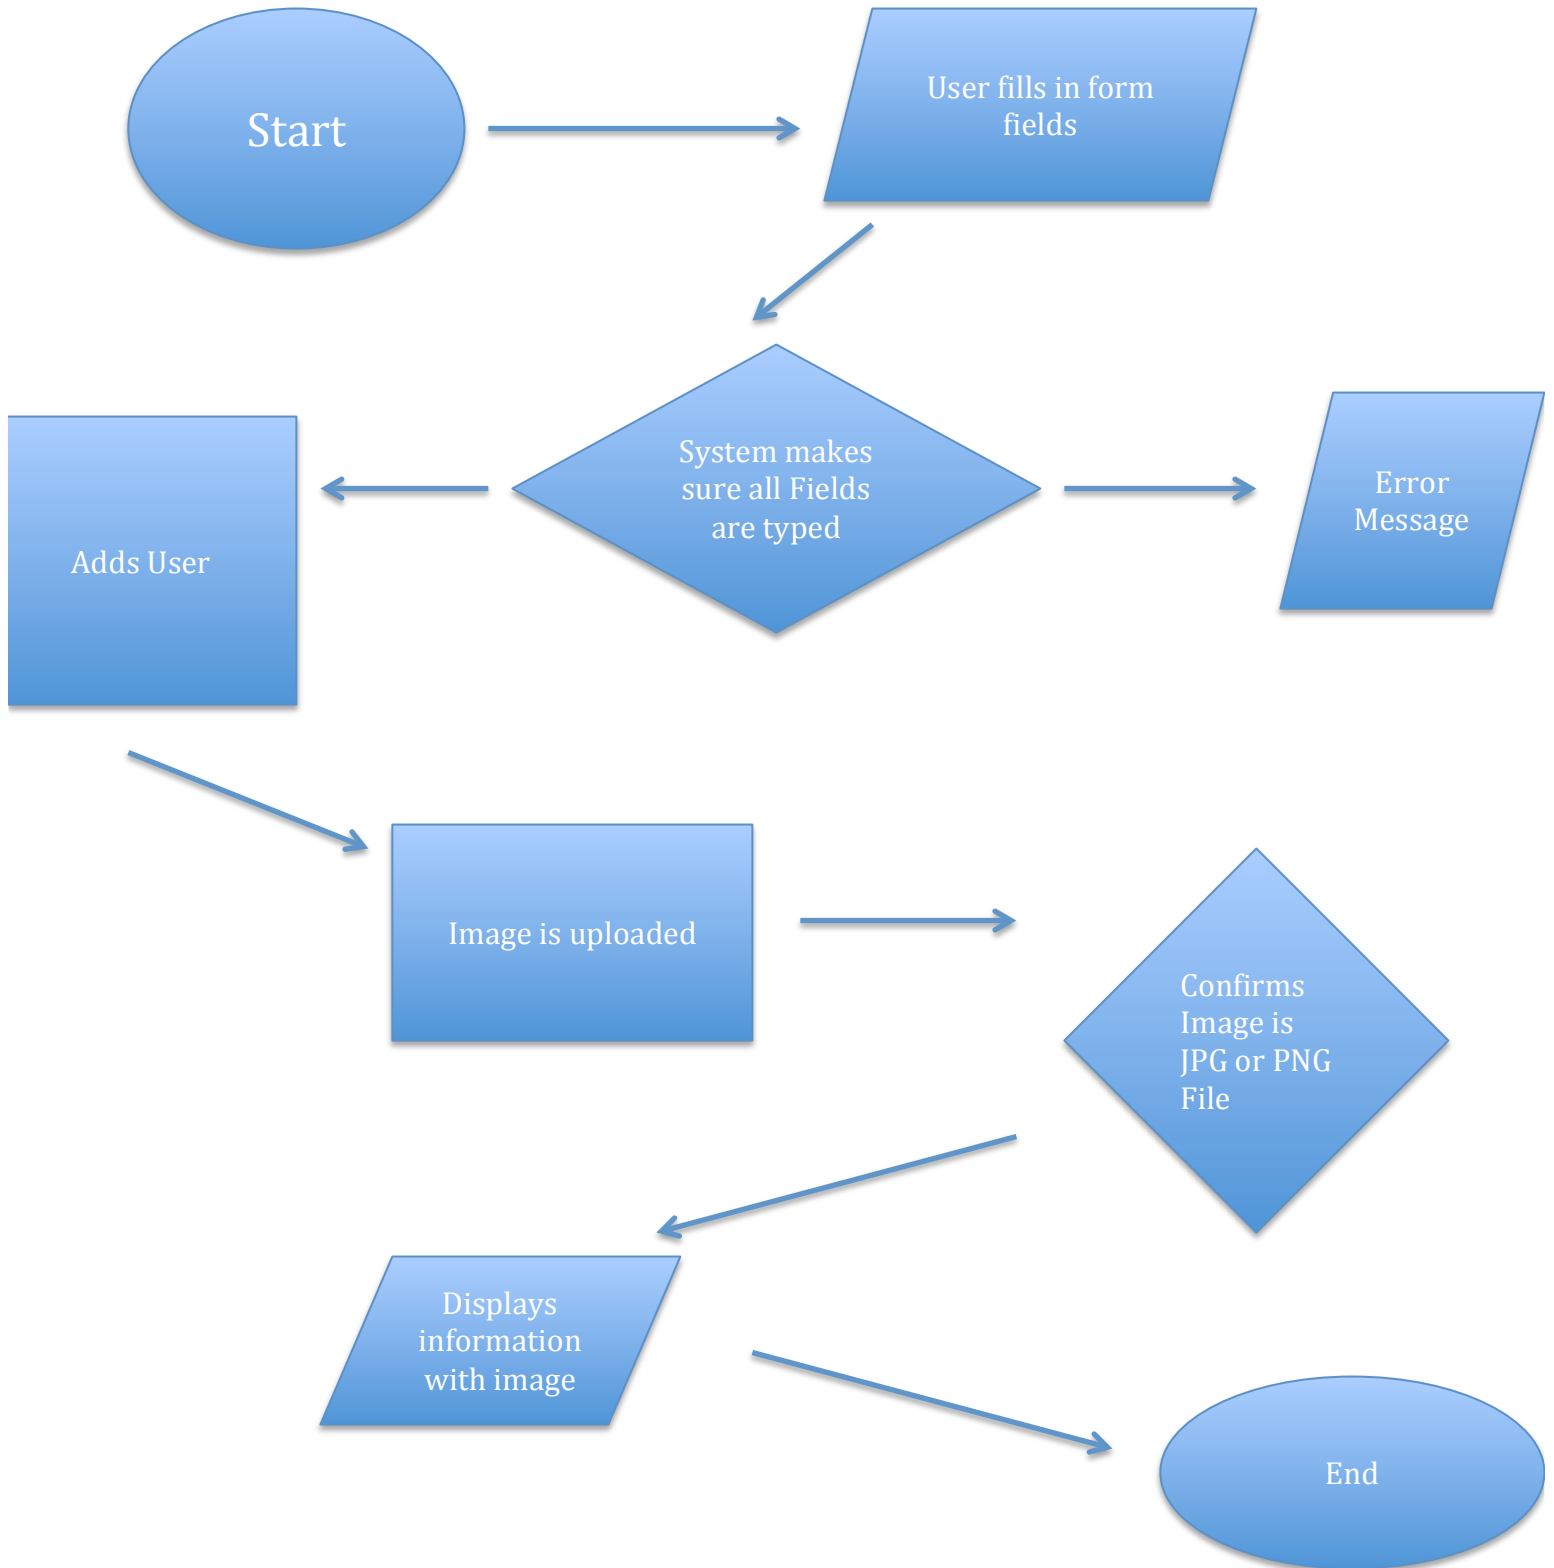 Start
User fills in form
fields
System makes
sure all Fields
are typed
Error
Message
Adds User
Image is uploaded
Confirms
Image is
JPG or PNG
File
Displays
information
with image
End